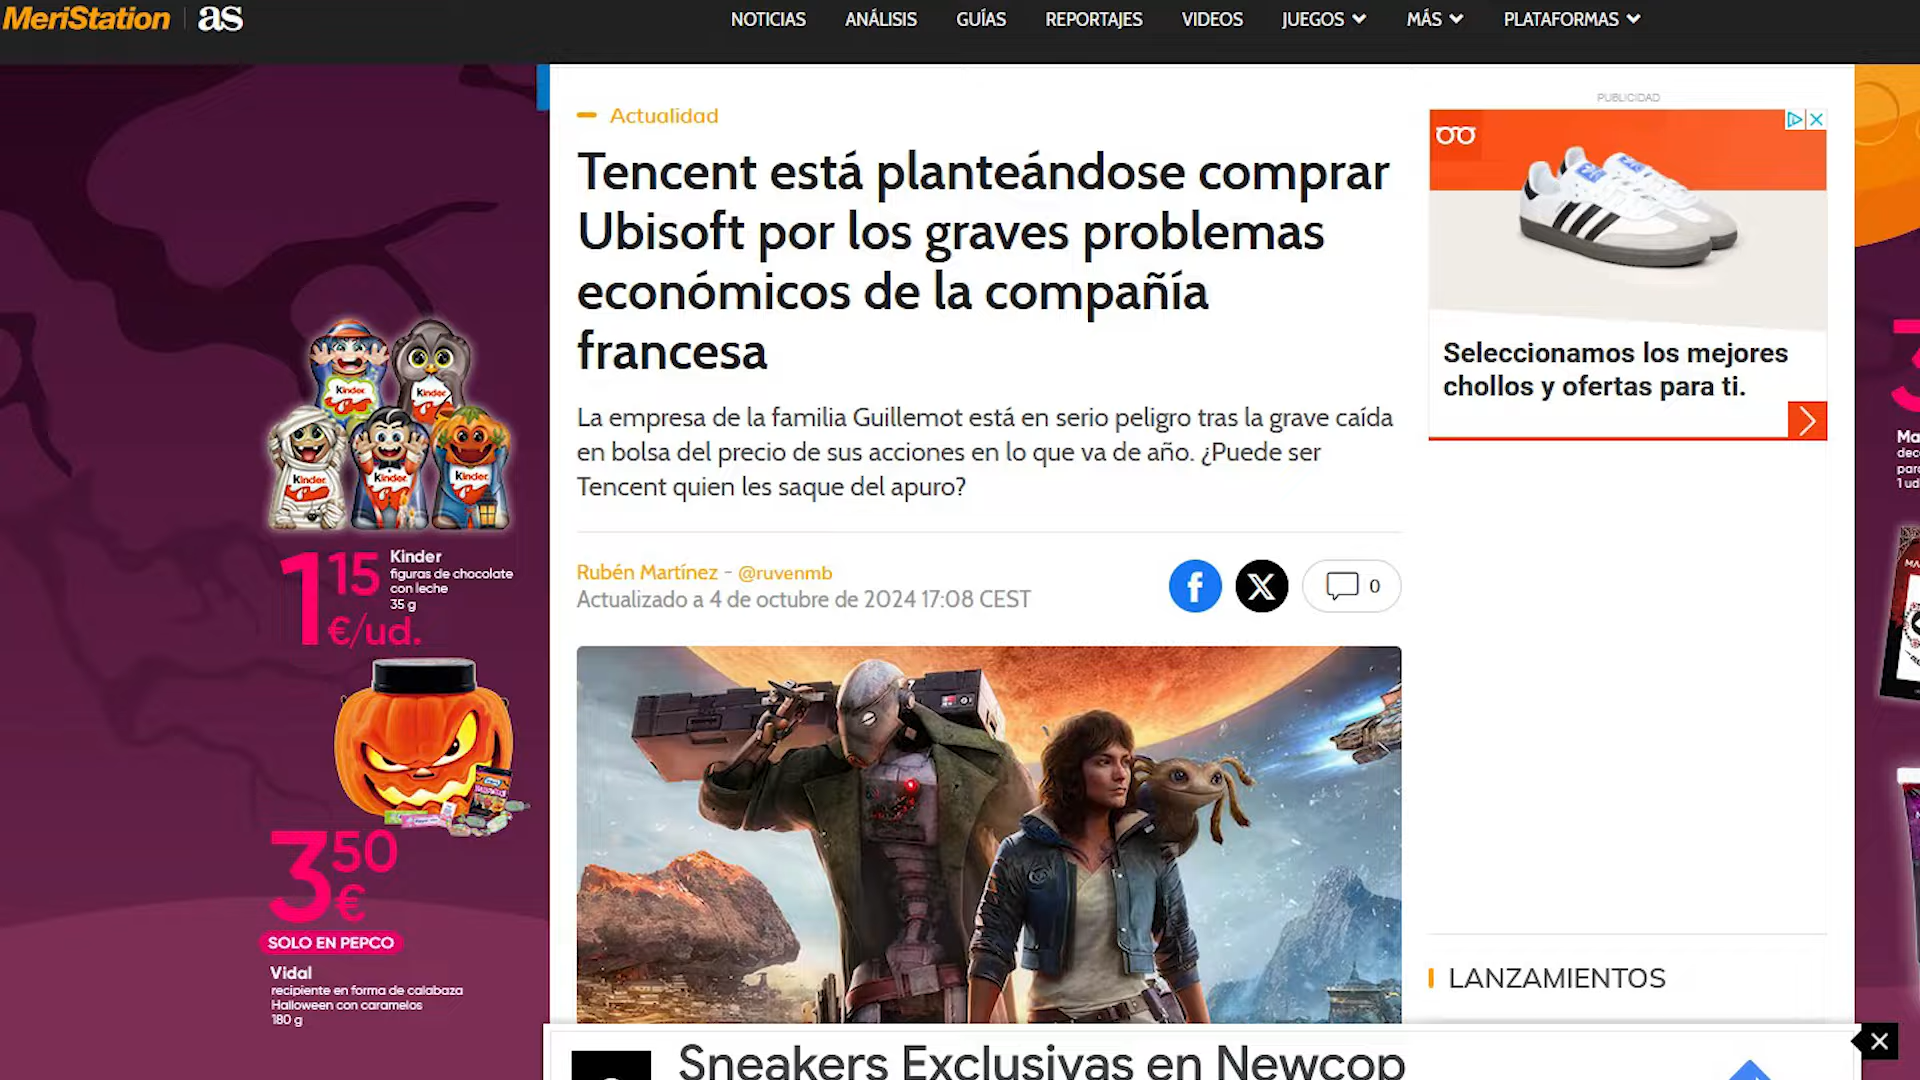 MeriStation as
NOTICIAS ANÁLISIS GUÍAS REPORTAJES VIDEOS JUEGOS MÁS PLATAFORMAS
Actualidad
Tencent está planteándose comprar
Ubisoft por los graves problemas
económicos de la compañía
francesa
La empresa de la familia Guillemot está en serio peligro tras la grave caída
en bolsa del precio de sus acciones en lo que va de año. ¿Puede ser
Tencent quien les saque del apuro?
Rubén Martínez - @ruvenmb
Actualizado a 4 de octubre de 2024 17:08 CEST
0
PUBLICIDAD
Seleccionamos los mejores
chollos y ofertas para ti.
LANZAMIENTOS
Kinder
Kinder
Kinder
Kinder
Kinder
1 15
€/ud.
Kinder
figuras de chocolate
con leche
35 g
3 50
€
SOLO EN PEPCO
Vidal
recipiente en forma de calabaza
Halloween con caramelos
180 g
Sneakers Exclusivas en Newcop